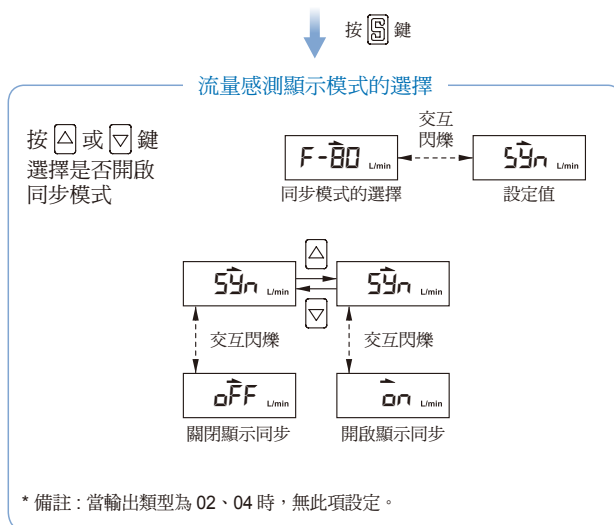 按 S 鍵
流量感測顯示模式的選擇
按 △ 或 ▽ 鍵
選擇是否開啟
同步模式
交互
閃爍
F-80 L/min
SYn L/min
同步模式的選擇
設定值
△
SYn L/min
SYn L/min
▽
交互閃爍
交互閃爍
oFF L/min
on L/min
關閉顯示同步
開啟顯示同步
* 備註 : 當輸出類型為 02、04 時，無此項設定。